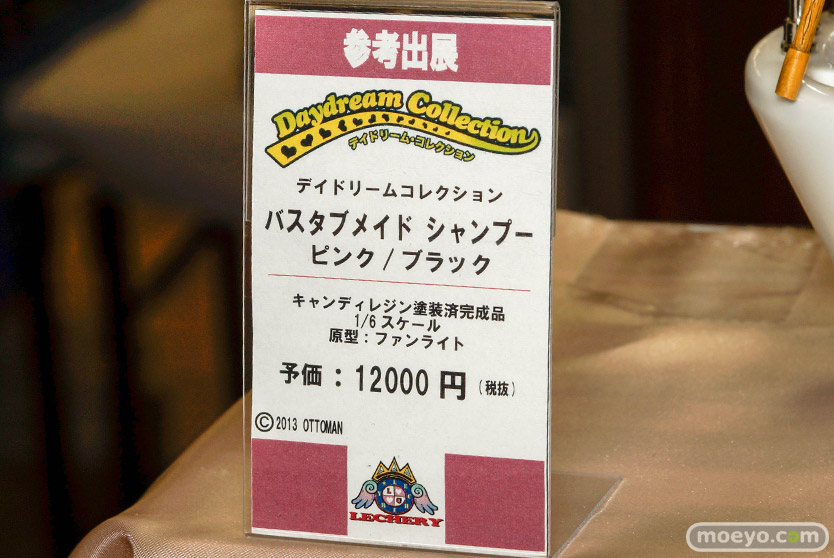 参考出展
Daydream Collection
デイドリーム・コレクション
デイドリームコレクション
バスタブメイド シャンプー
ピンク / ブラック
キャンディレジン塗装済完成品
1/6スケール
原型：ファンライト
予価：12000円（税抜）
©2013 OTTOMAN
LECHERY
moeyo.com